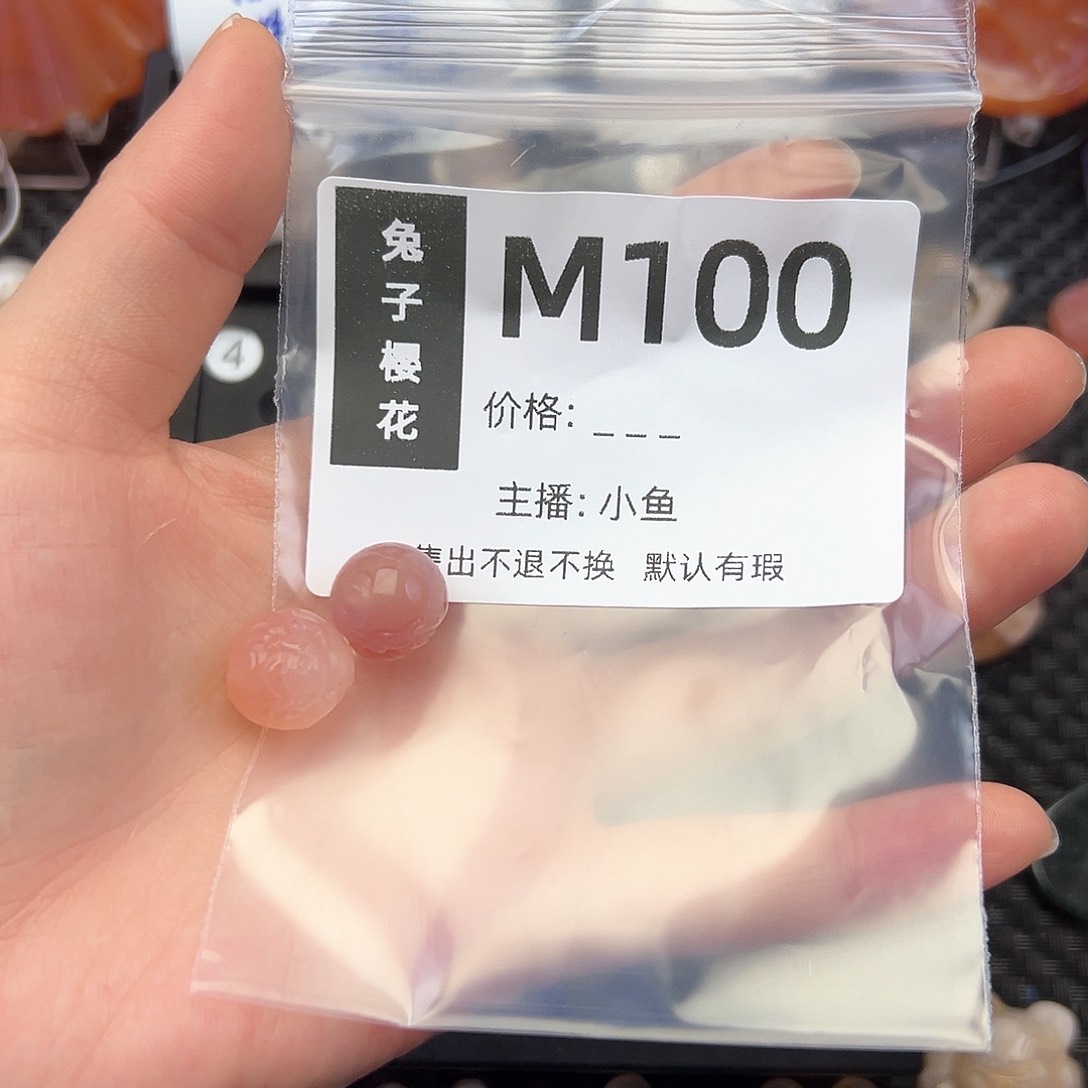 兔子樱花
M100
价格: _ _ _
主播: 小鱼
售出不退不换 默认有瑕
4